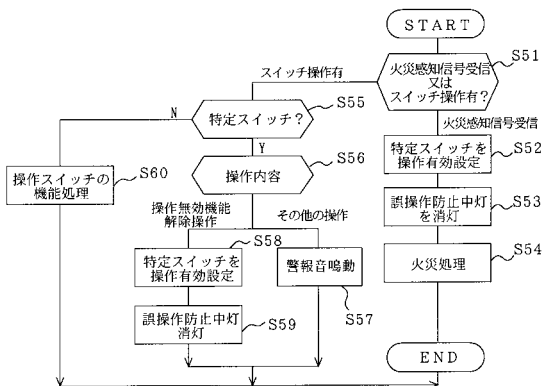 START
火災感知信号受信
又は
スイッチ操作有?
S51
スイッチ操作有
火災感知信号受信
特定スイッチ?
S55
N
Y
特定スイッチを
操作有効設定
S52
操作内容
S56
操作スイッチの
機能処理
S60
誤操作防止中灯
を消灯
S53
操作無効機能
解除操作
その他の操作
特定スイッチを
操作有効設定
S58
警報音鳴動
S57
火災処理
S54
誤操作防止中灯
消灯
S59
END